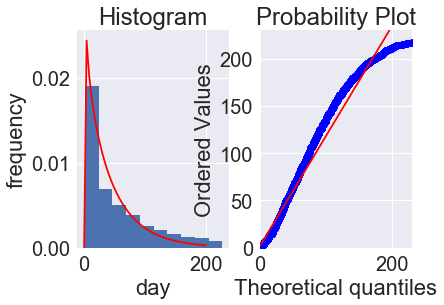 Histogram
frequency
0.02
0.01
0.00
0
200
day
Probability Plot
Ordered Values
200
150
100
50
0
0
200
Theoretical quantiles